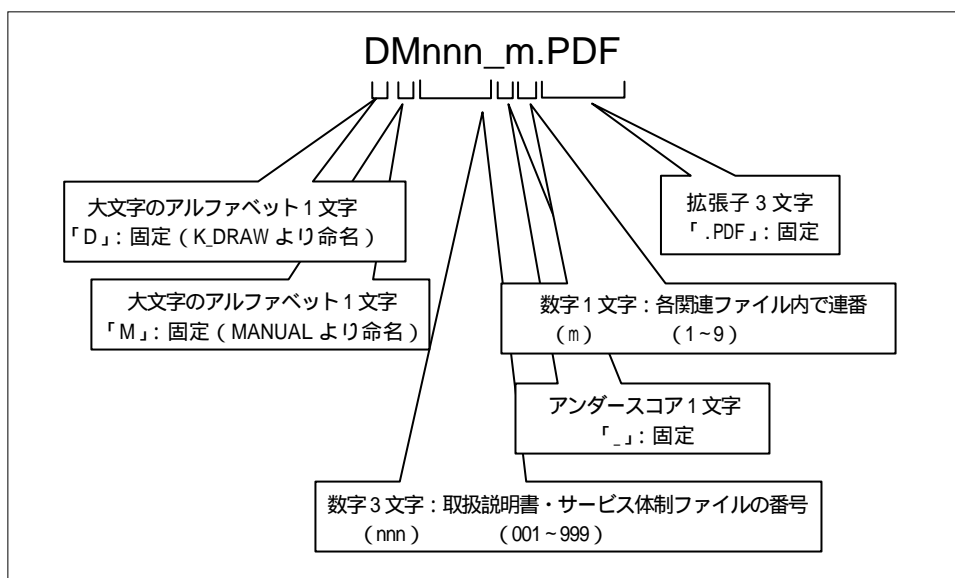 DMnnn_m.PDF
大文字のアルファベット1文字
「D」：固定（K_DRAWより命名）
大文字のアルファベット1文字
「M」：固定（MANUALより命名）
拡張子3文字
「.PDF」：固定
数字1文字：各関連ファイル内で連番
（m）　　　（1~9）
アンダースコア1文字
「_」：固定
数字3文字：取扱説明書・サービス体制ファイルの番号
（nnn）　　　（001~999）